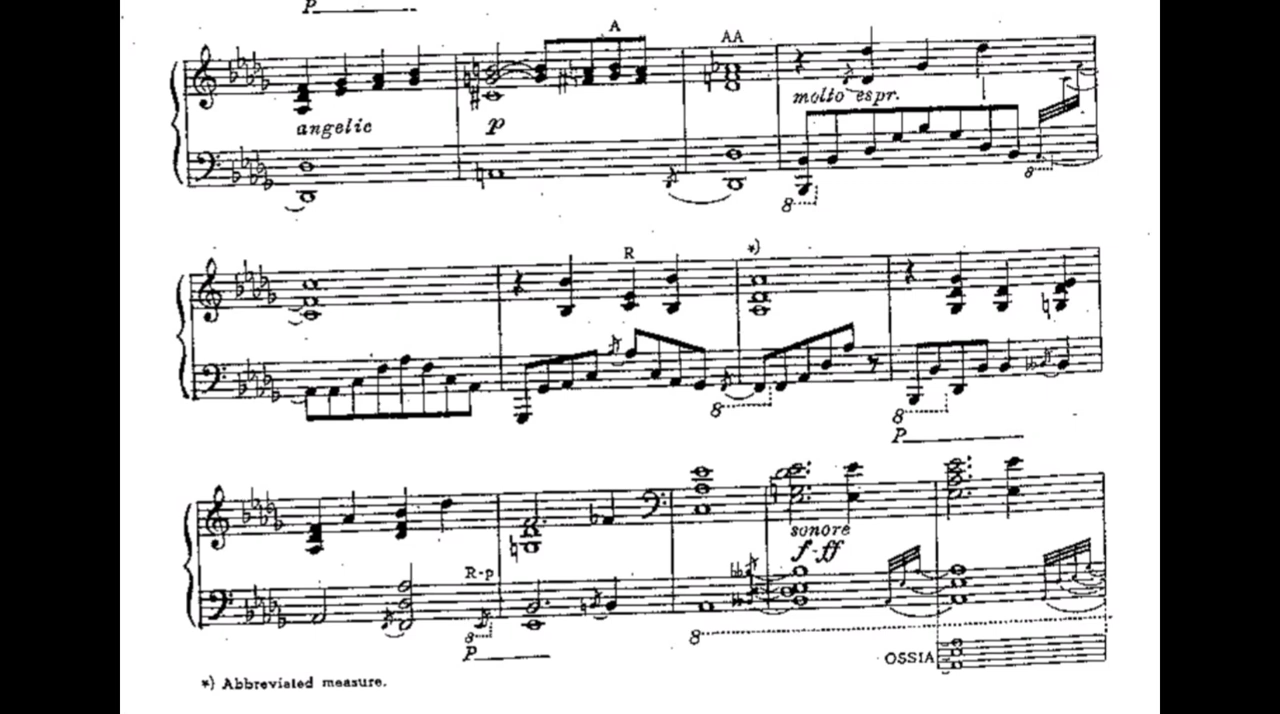 P
A
AA
angelic
p
molto espr.
8
8
R
*)
8
8
P
sonore
f-ff
R-p
8
P
8
OSSIA
*) Abbreviated measure.